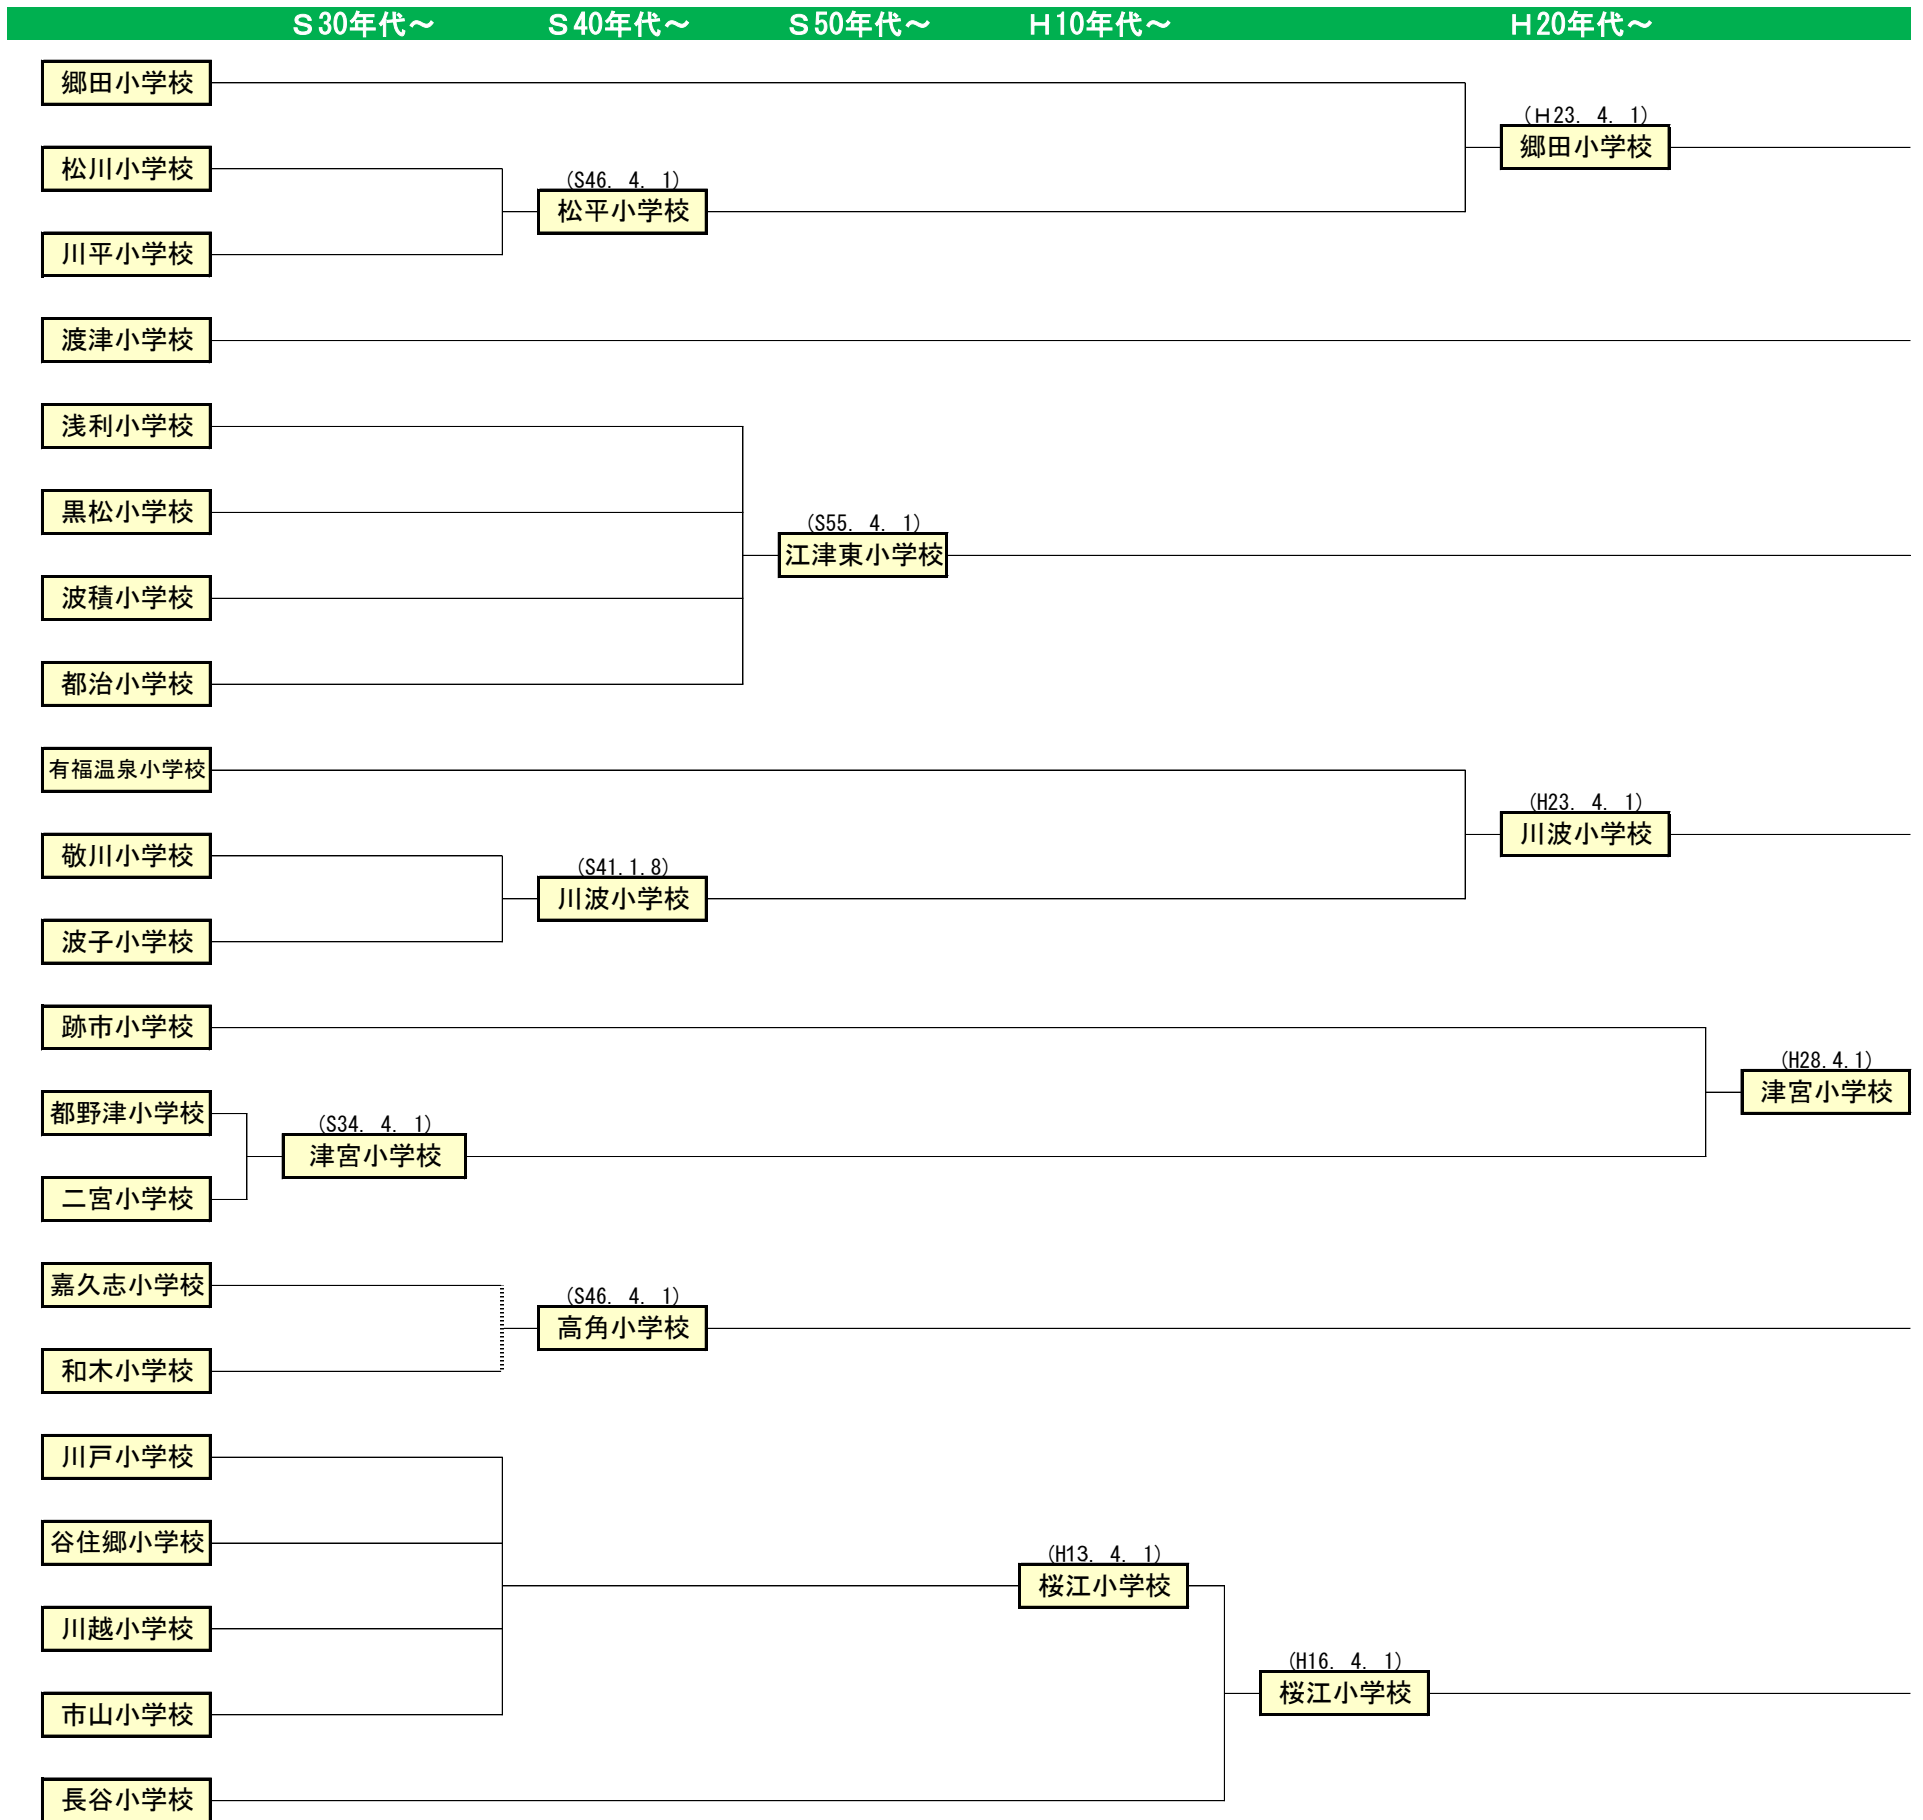 Ｓ30年代～ Ｓ40年代～ Ｓ50年代～ Ｈ10年代～ Ｈ20年代～
郷田小学校
(Ｈ23. 4. 1)
郷田小学校
松川小学校
(S46. 4. 1)
松平小学校
川平小学校
渡津小学校
浅利小学校
黒松小学校
(S55. 4. 1)
江津東小学校
波積小学校
都治小学校
有福温泉小学校
(H23. 4. 1)
川波小学校
敬川小学校
(S41.1.8)
川波小学校
波子小学校
跡市小学校
(H28.4.1)
津宮小学校
都野津小学校
(S34. 4. 1)
津宮小学校
二宮小学校
嘉久志小学校
(S46. 4. 1)
高角小学校
和木小学校
川戸小学校
谷住郷小学校
(H13. 4. 1)
桜江小学校
川越小学校
(H16. 4. 1)
桜江小学校
市山小学校
長谷小学校